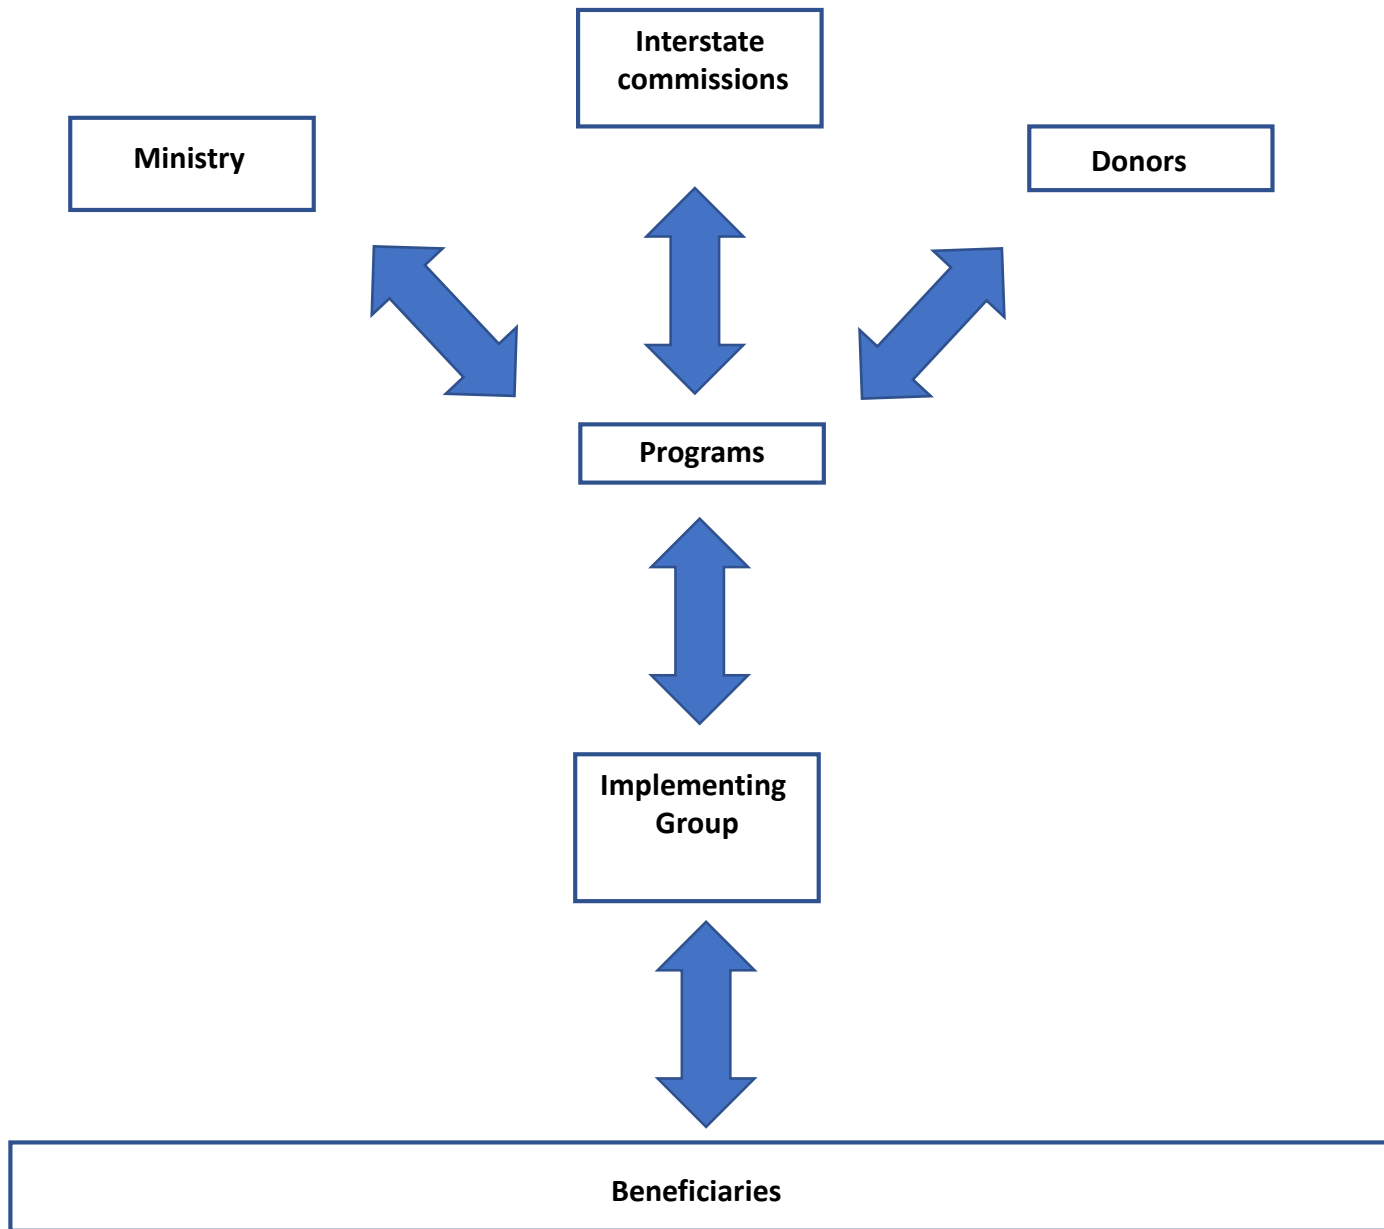 Interstate
commissions
Ministry
Donors
Programs
Implementing
Group
Beneficiaries